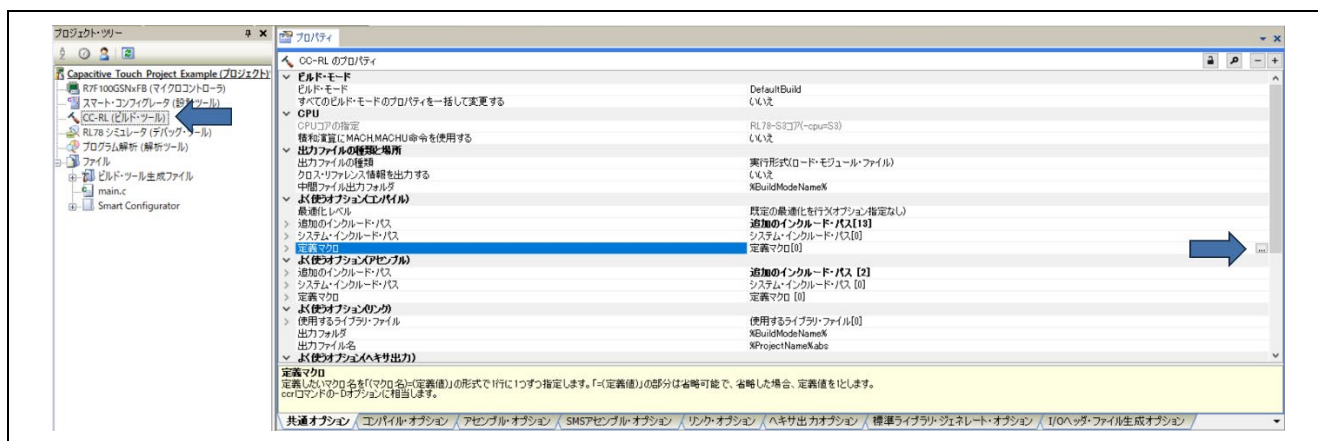 プロジェクト・ツリー
プロパティ
Capacitive Touch Project Example (プロジェクト)*
R7F100GSNxFB (マイクロコントローラ)
スマート・コンフィグレータ (設計ツール)
CC-RL (ビルド・ツール)
RL78 シミュレータ (デバッグ・ツール)
プログラム解析 (解析ツール)
ファイル
ビルド・ツール生成ファイル
main.c
Smart Configurator
CC-RL のプロパティ
ビルド・モード
ビルド・モード DefaultBuild
すべてのビルド・モードのプロパティを一括して変更する いいえ
CPU
CPUコアの指定 RL78-S3コア(-cpu=S3)
積和演算にMACH,MACHU命令を使用する いいえ
出力ファイルの種類と場所
出力ファイルの種類 実行形式(ロード・モジュール・ファイル)
クロス・リファレンス情報を出力する いいえ
中間ファイル出力フォルダ %BuildModeName%
よく使うオプション(コンパイル)
最適化レベル 既定の最適化を行う(オプション指定なし)
追加のインクルード・パス 追加のインクルード・パス[13]
システム・インクルード・パス システム・インクルード・パス[0]
定義マクロ 定義マクロ[0] ...
よく使うオプション(アセンブル)
追加のインクルード・パス 追加のインクルード・パス [2]
システム・インクルード・パス システム・インクルード・パス [0]
定義マクロ 定義マクロ [0]
よく使うオプション(リンク)
使用するライブラリ・ファイル 使用するライブラリ・ファイル[0]
出力フォルダ %BuildModeName%
出力ファイル名 %ProjectName%.abs
よく使うオプション(ヘキサ出力)
定義マクロ
定義したいマクロ名を「(マクロ名)=(定義値)」の形式で1行に1つずつ指定します。「=(定義値)」の部分は省略可能で、省略した場合、定義値を1とします。
ccrlコマンドの-Dオプションに相当します。
共通オプション コンパイル・オプション アセンブル・オプション SMSアセンブル・オプション リンク・オプション ヘキサ出力オプション 標準ライブラリ・ジェネレート・オプション I/Oヘッダ・ファイル生成オプション